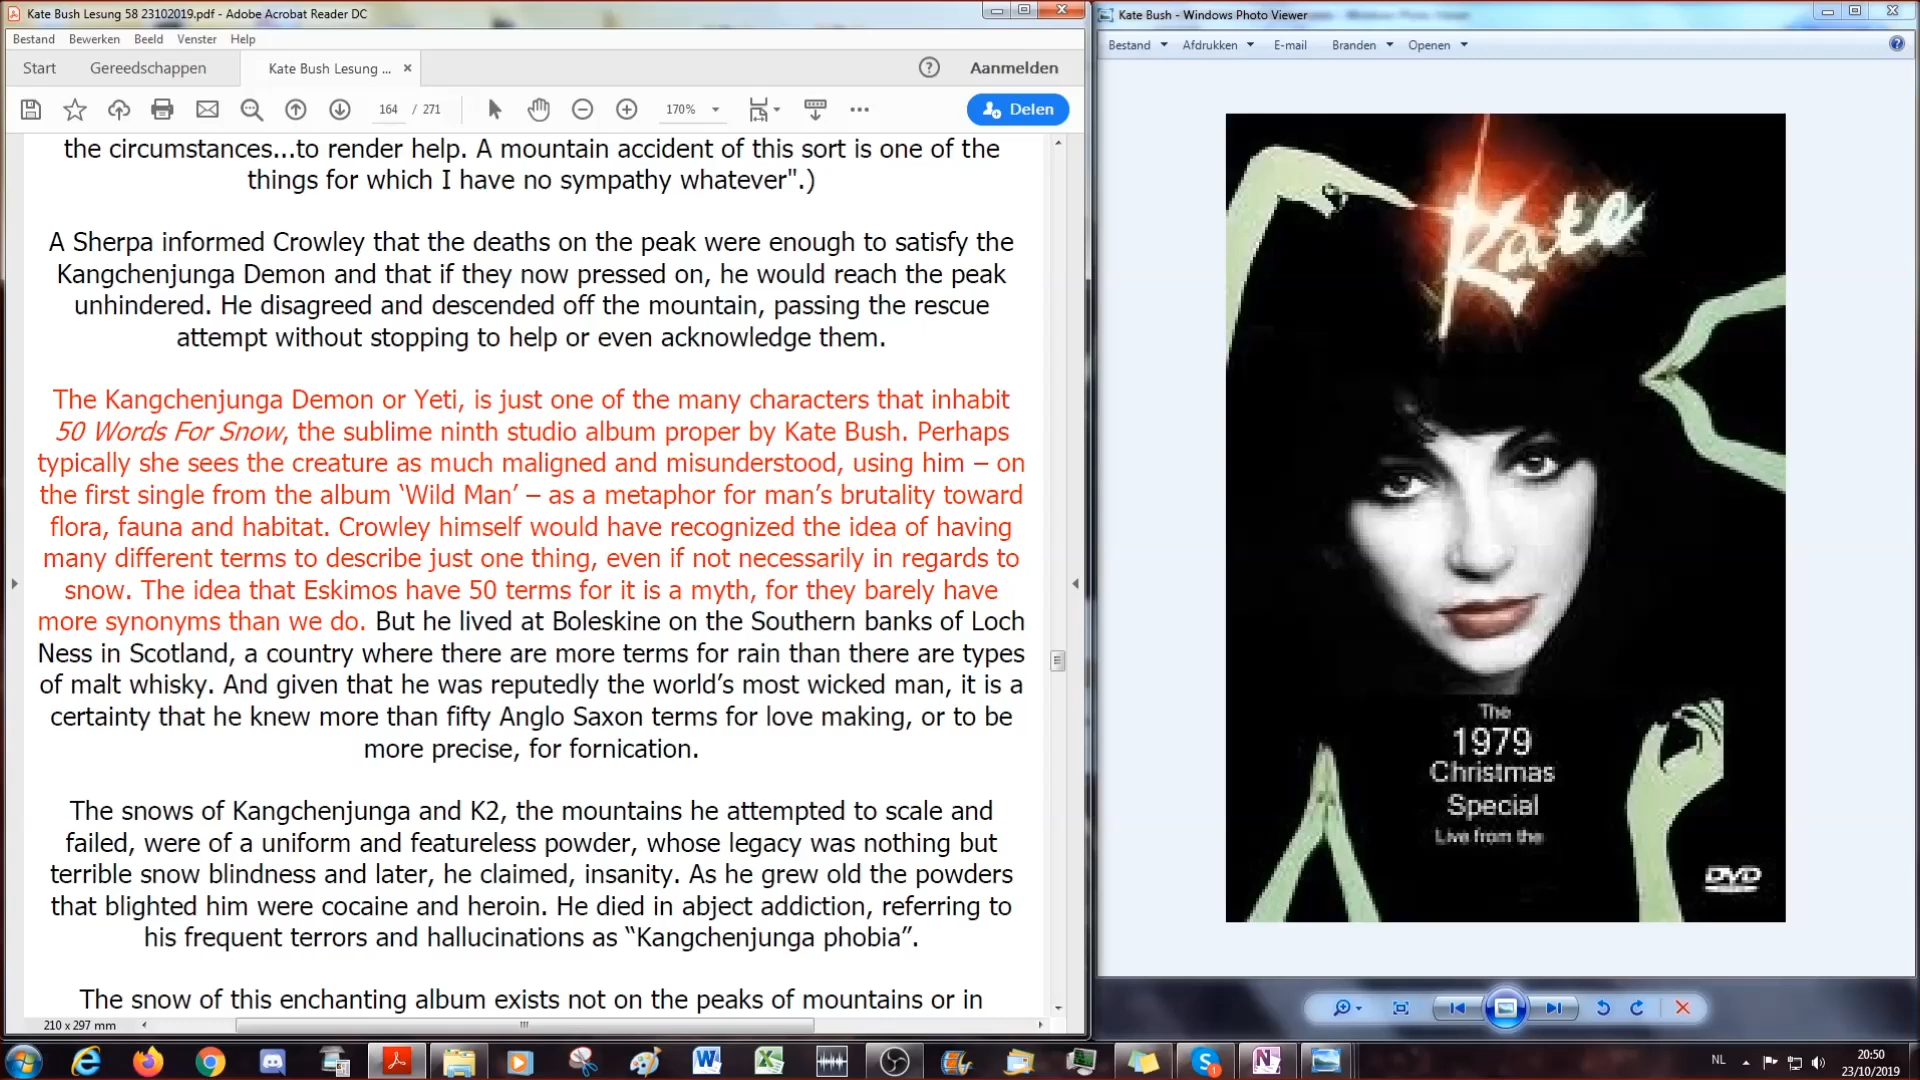 Kate Bush Lesung 58 23102019.pdf - Adobe Acrobat Reader DC
Bestand Bewerken Beeld Venster Help
Start Gereedschappen Kate Bush Lesung ... × ? Aanmelden
164 / 271 170% Delen
the circumstances...to render help. A mountain accident of this sort is one of the
things for which I have no sympathy whatever".)
A Sherpa informed Crowley that the deaths on the peak were enough to satisfy the
Kangchenjunga Demon and that if they now pressed on, he would reach the peak
unhindered. He disagreed and descended off the mountain, passing the rescue
attempt without stopping to help or even acknowledge them.
The Kangchenjunga Demon or Yeti, is just one of the many characters that inhabit
50 Words For Snow, the sublime ninth studio album proper by Kate Bush. Perhaps
typically she sees the creature as much maligned and misunderstood, using him – on
the first single from the album ‘Wild Man’ – as a metaphor for man’s brutality toward
flora, fauna and habitat. Crowley himself would have recognized the idea of having
many different terms to describe just one thing, even if not necessarily in regards to
snow. The idea that Eskimos have 50 terms for it is a myth, for they barely have
more synonyms than we do. But he lived at Boleskine on the Southern banks of Loch
Ness in Scotland, a country where there are more terms for rain than there are types
of malt whisky. And given that he was reputedly the world’s most wicked man, it is a
certainty that he knew more than fifty Anglo Saxon terms for love making, or to be
more precise, for fornication.
The snows of Kangchenjunga and K2, the mountains he attempted to scale and
failed, were of a uniform and featureless powder, whose legacy was nothing but
terrible snow blindness and later, he claimed, insanity. As he grew old the powders
that blighted him were cocaine and heroin. He died in abject addiction, referring to
his frequent terrors and hallucinations as “Kangchenjunga phobia”.
The snow of this enchanting album exists not on the peaks of mountains or in
210 x 297 mm
Kate Bush - Windows Photo Viewer
Bestand Afdrukken E-mail Branden Openen
Kate
The
1979
Christmas
Special
Live from the
DVD
NL
20:50
23/10/2019